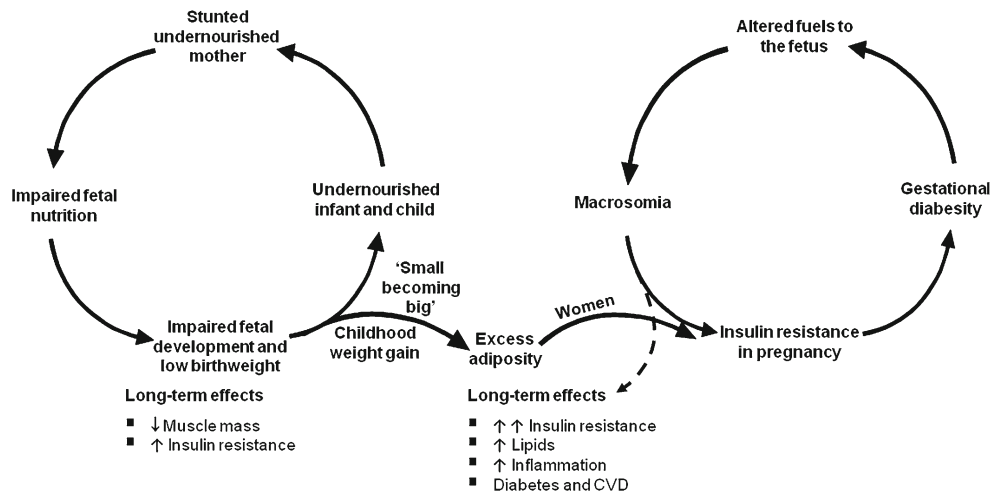 Stunted
undernourished
mother
Impaired fetal
nutrition
Undernourished
infant and child
'Small
becoming
big'
Impaired fetal
development and
low birthweight
Childhood
weight gain
Long-term effects
▪ ↓ Muscle mass
▪ ↑ Insulin resistance
Altered fuels to
the fetus
Macrosomia
Gestational
diabesity
Women
Excess
adiposity
Insulin resistance
in pregnancy
Long-term effects
▪ ↑ ↑ Insulin resistance
▪ ↑ Lipids
▪ ↑ Inflammation
▪ Diabetes and CVD